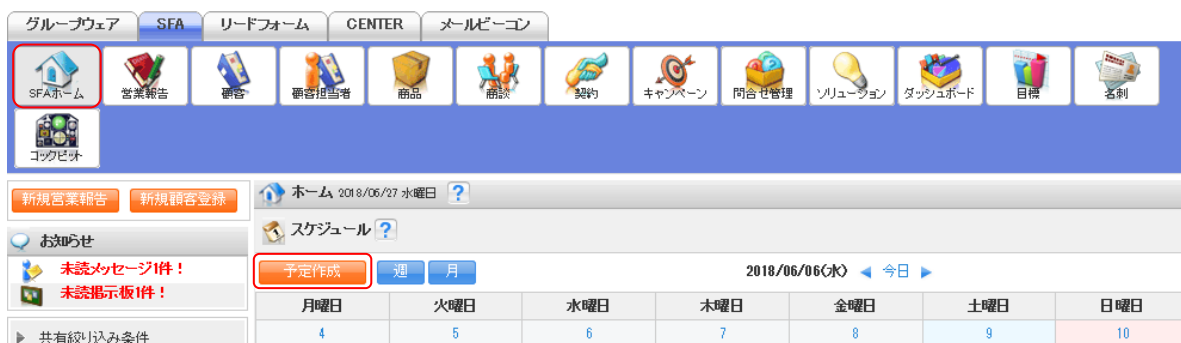 グループウェア SFA リードフォーム CENTER メールビーコン
SFAホーム 営業報告 顧客 顧客担当者 商品 商談 契約 キャンペーン 問合せ管理 ソリューション ダッシュボード 目標 名刺
コックピット
新規営業報告 新規顧客登録
ホーム 2018/06/27 水曜日 ?
お知らせ
スケジュール ?
未読メッセージ1件！
未読掲示板1件！
予定作成 週 月 2018/06/06(水) 今日
月曜日 火曜日 水曜日 木曜日 金曜日 土曜日 日曜日
共有絞り込み条件
4 5 6 7 8 9 10